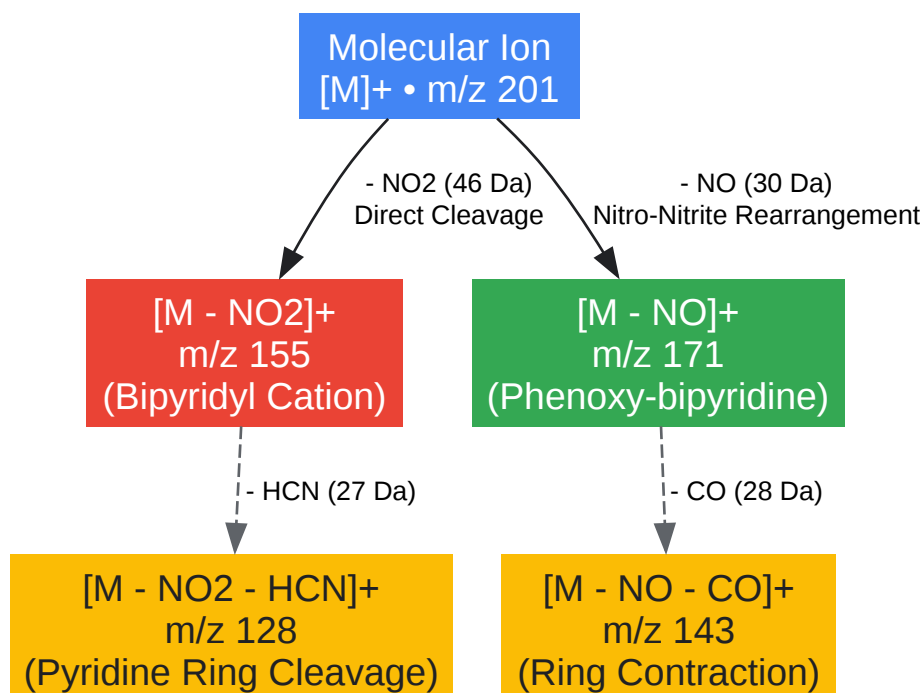 Molecular Ion
[M]+ • m/z 201
- NO2 (46 Da)
Direct Cleavage
- NO (30 Da)
Nitro-Nitrite Rearrangement
[M - NO2]+
m/z 155
(Bipyridyl Cation)
[M - NO]+
m/z 171
(Phenoxy-bipyridine)
- HCN (27 Da)
- CO (28 Da)
[M - NO2 - HCN]+
m/z 128
(Pyridine Ring Cleavage)
[M - NO - CO]+
m/z 143
(Ring Contraction)